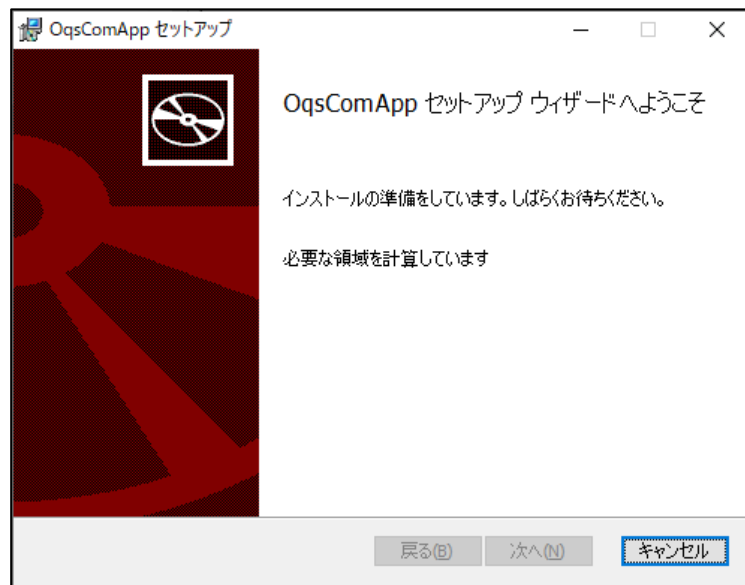 OqsComApp セットアップ
OqsComApp セットアップ ウィザードへようこそ
インストールの準備をしています。しばらくお待ちください。
必要な領域を計算しています
戻る(B) 次へ(N) キャンセル